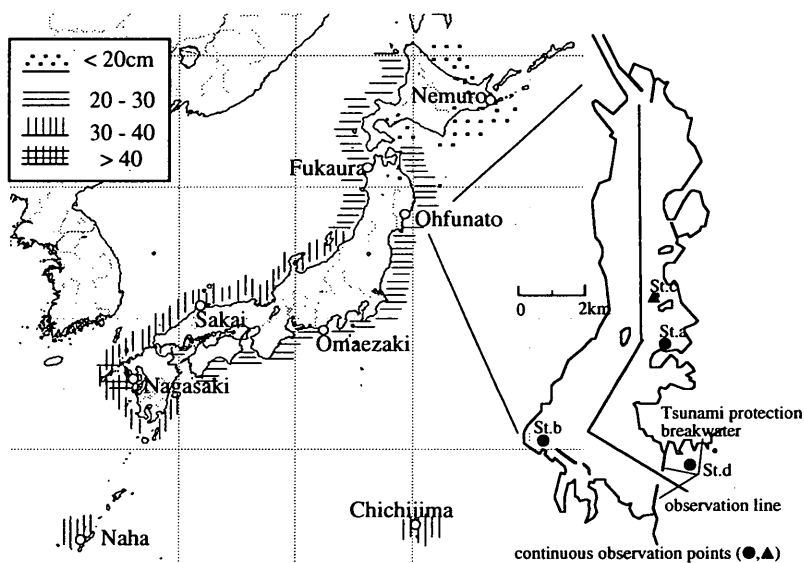 < 20cm
20 - 30
30 - 40
> 40
Nemuro
Fukaura
Ohfunato
Sakai
Omaezaki
Nagasaki
Naha
Chichijima
0 2km
St.c
St.a
Tsunami protection
breakwater
St.b
St.d
observation line
continuous observation points (●,▲)